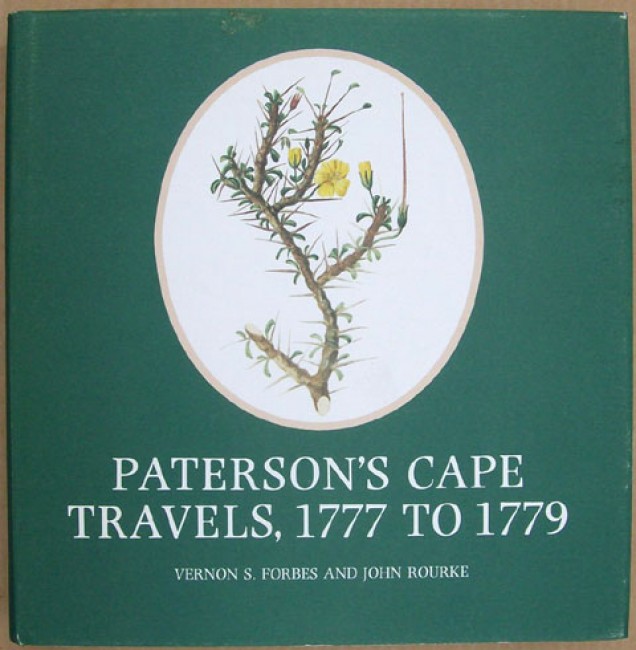 PATERSON'S CAPE
TRAVELS, 1777 TO 1779
VERNON S. FORBES AND JOHN ROURKE